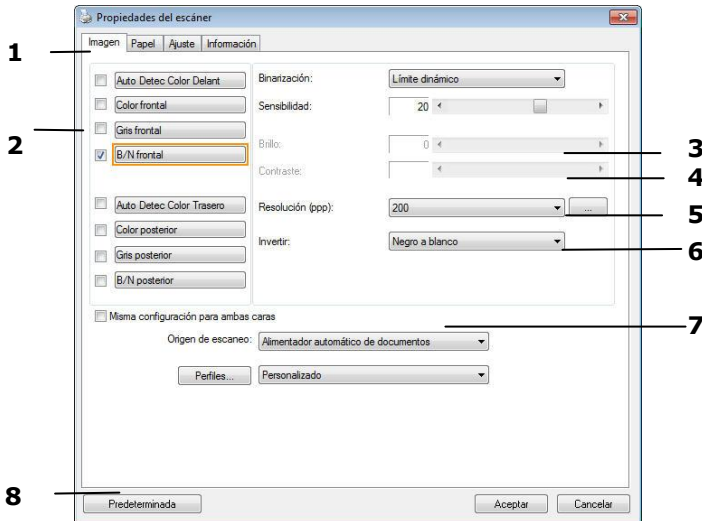 Propiedades del escáner
Imagen Papel Ajuste Información
1
Auto Detec Color Delant
Color frontal
Gris frontal
B/N frontal
2
Auto Detec Color Trasero
Color posterior
Gris posterior
B/N posterior
Binarización: Límite dinámico
Sensibilidad: 20
Brillo: 0
3
Contraste:
4
Resolución (ppp): 200 ...
5
Invertir: Negro a blanco
6
Misma configuración para ambas caras
7
Origen de escaneo: Alimentador automático de documentos
Perfiles... Personalizado
8
Predeterminada Aceptar Cancelar